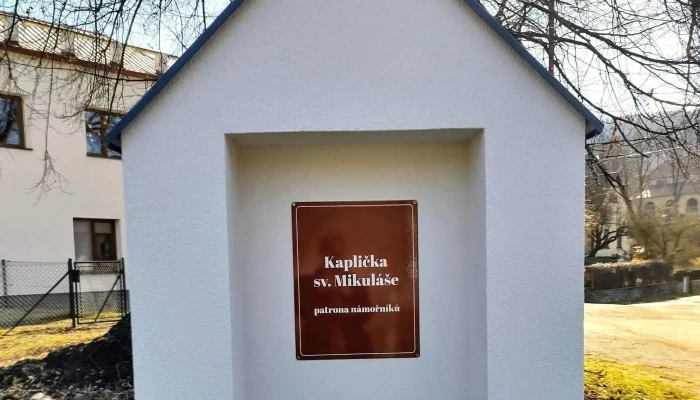 Kaplička
sv. Mikuláše
patrona námořníků